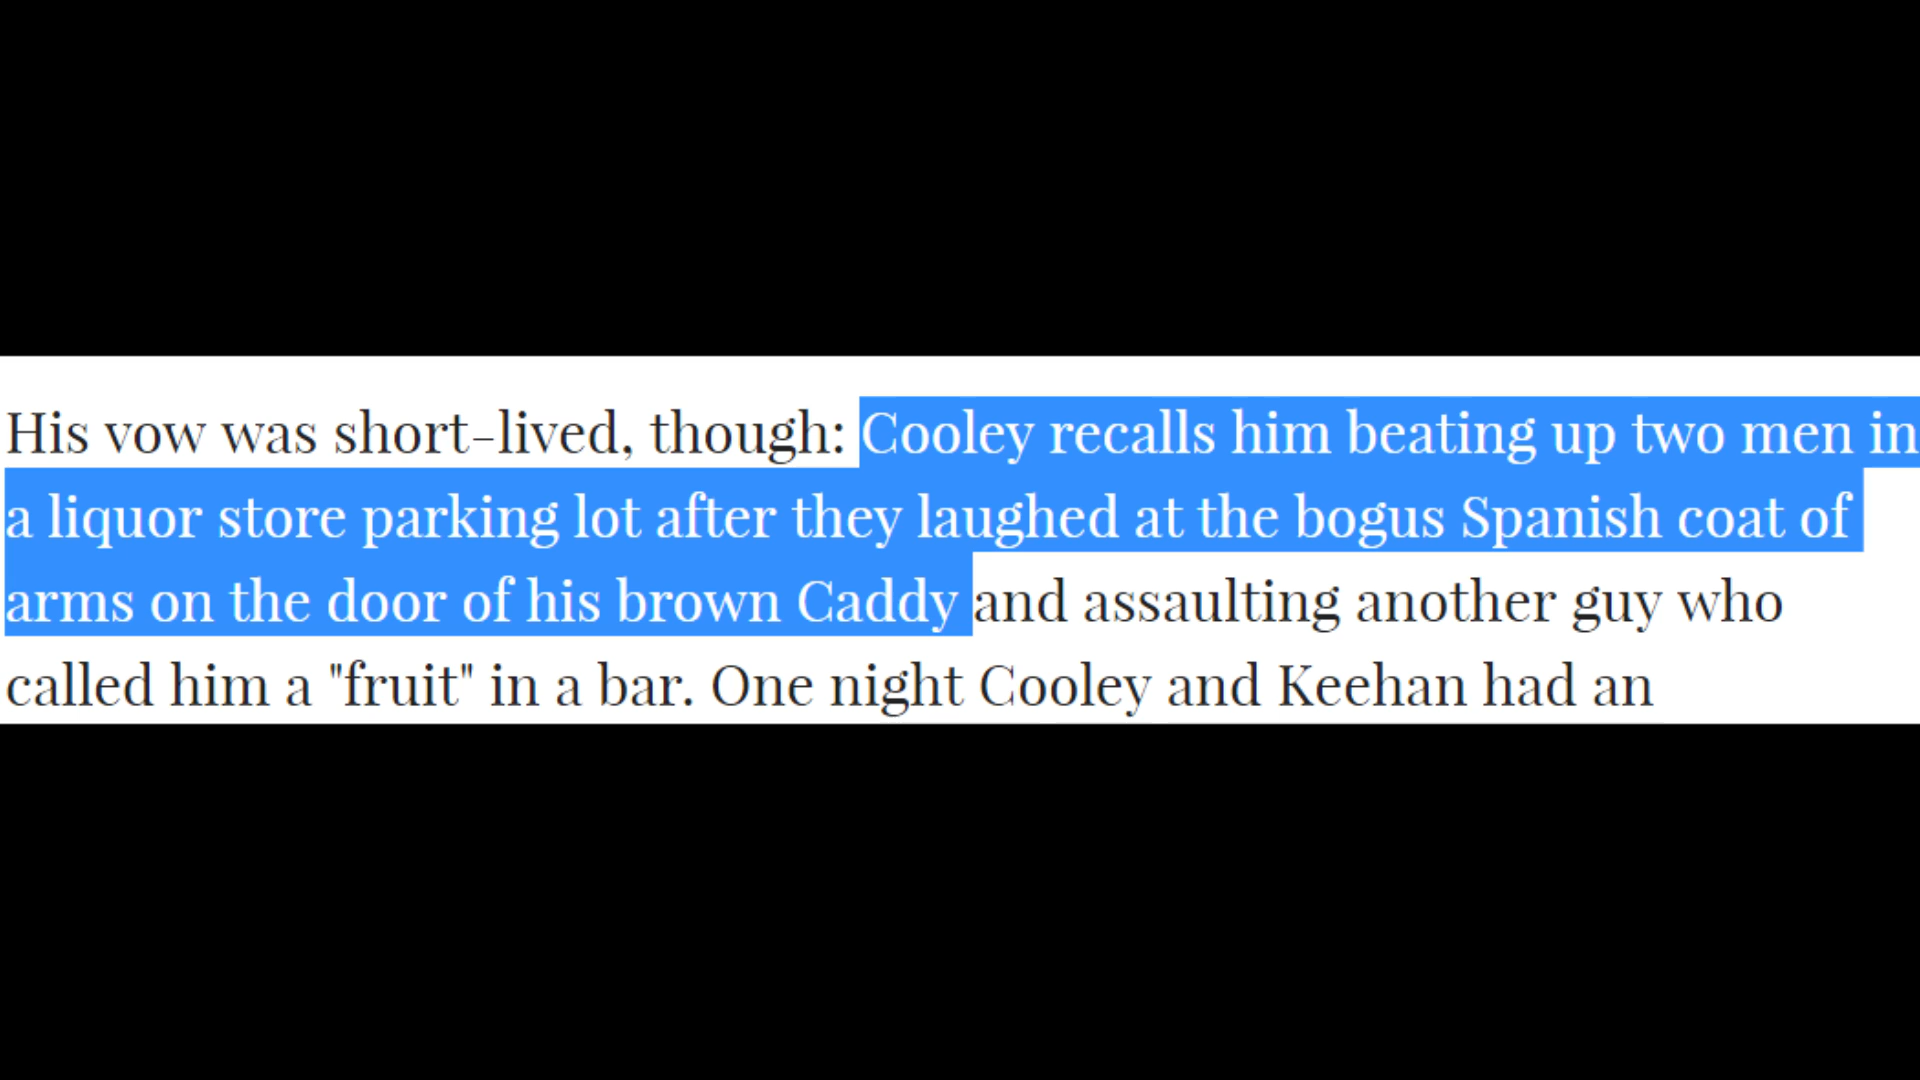 His vow was short-lived, though: Cooley recalls him beating up two men in
a liquor store parking lot after they laughed at the bogus Spanish coat of
arms on the door of his brown Caddy and assaulting another guy who
called him a "fruit" in a bar. One night Cooley and Keehan had an